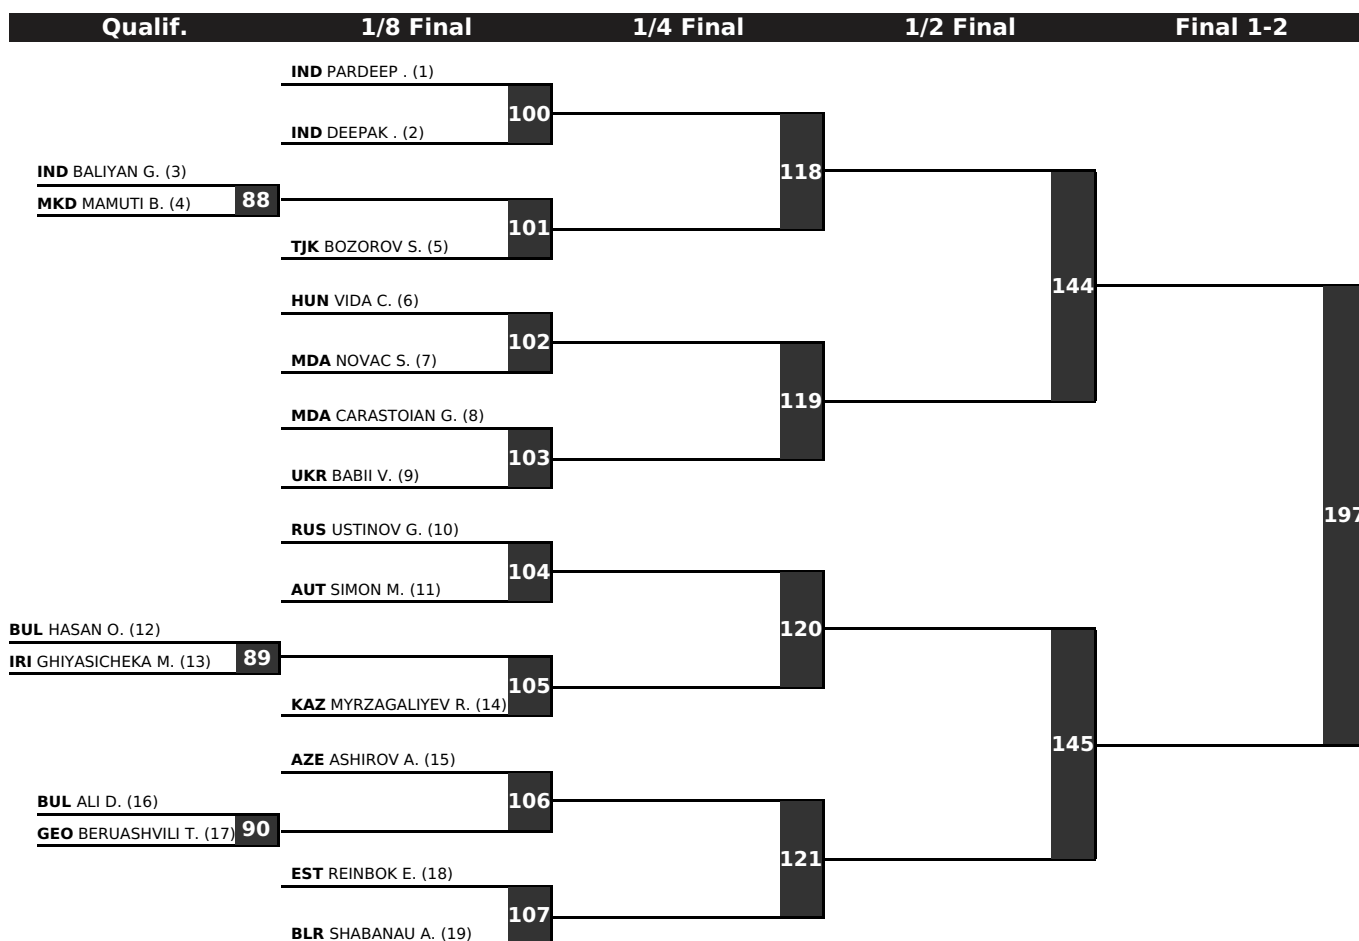 Qualif. 1/8 Final 1/4 Final 1/2 Final Final 1-2
IND PARDEEP . (1)
100
IND DEEPAK . (2)
IND BALIYAN G. (3)
118
MKD MAMUTI B. (4) 88
101
TJK BOZOROV S. (5)
144
HUN VIDA C. (6)
102
MDA NOVAC S. (7)
119
MDA CARASTOIAN G. (8)
103
UKR BABII V. (9)
197
RUS USTINOV G. (10)
104
AUT SIMON M. (11)
BUL HASAN O. (12)
120
IRI GHIYASICHEKA M. (13) 89
105
KAZ MYRZAGALIYEV R. (14)
145
AZE ASHIROV A. (15)
BUL ALI D. (16)
106
GEO BERUASHVILI T. (17) 90
121
EST REINBOK E. (18)
107
BLR SHABANAU A. (19)